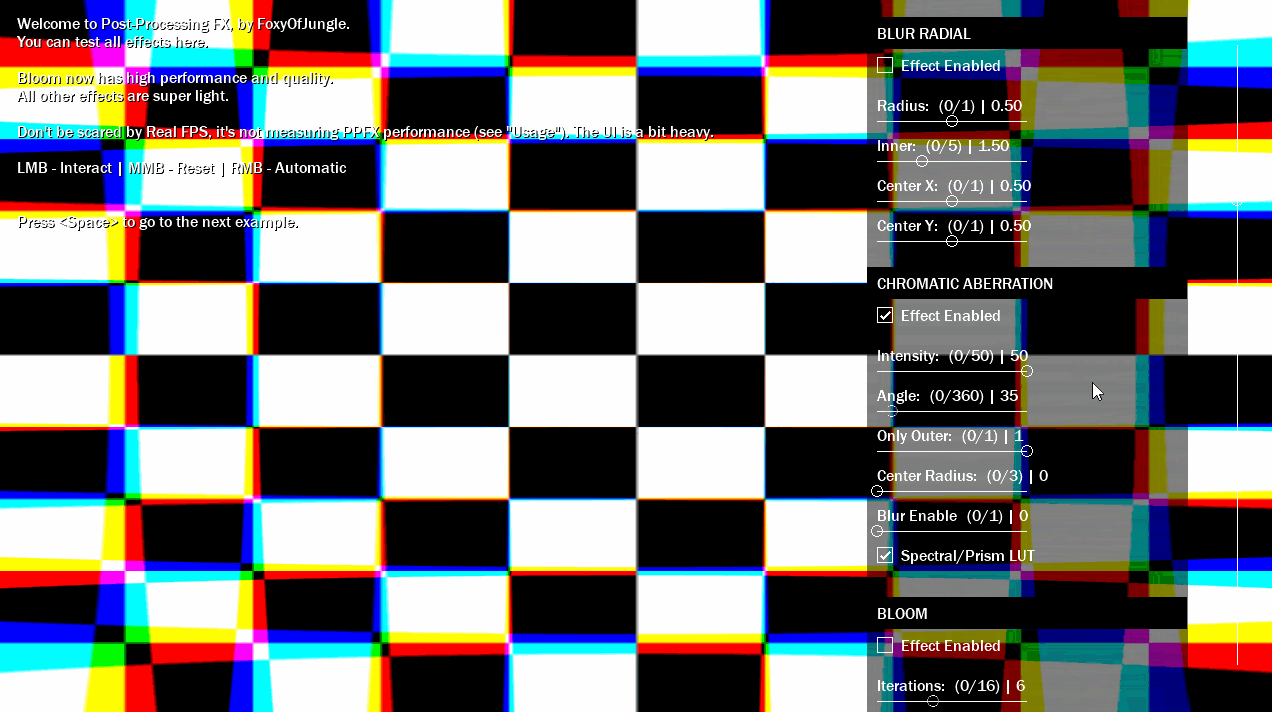 Welcome to Post-Processing FX, by FoxyOfJungle.
You can test all effects here.
Bloom now has high performance and quality.
All other effects are super light.
Don't be scared by Real FPS, it's not measuring PPFX performance (see "Usage"). The UI is a bit heavy.
LMB - Interact | MMB - Reset | RMB - Automatic
Press <Space> to go to the next example.
BLUR RADIAL
Effect Enabled
Radius: (0/1) | 0.50
Inner: (0/5) | 1.50
Center X: (0/1) | 0.50
Center Y: (0/1) | 0.50
CHROMATIC ABERRATION
Effect Enabled
Intensity: (0/50) | 50
Angle: (0/360) | 35
Only Outer: (0/1) | 1
Center Radius: (0/3) | 0
Blur Enable (0/1) | 0
Spectral/Prism LUT
BLOOM
Effect Enabled
Iterations: (0/16) | 6